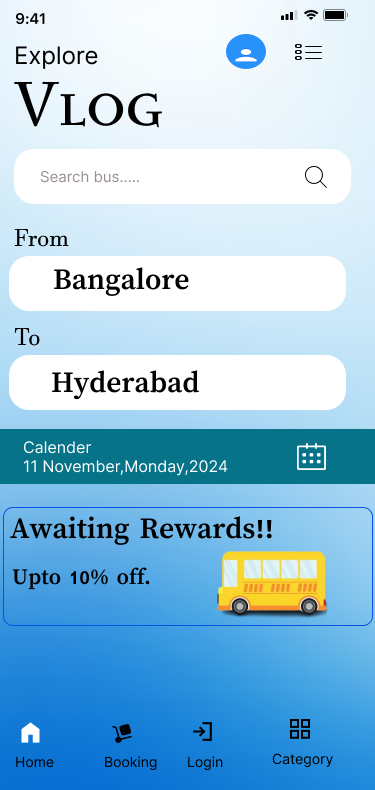 9:41
Explore
VLOG
Search bus.....
From
Bangalore
To
Hyderabad
Calender
11 November,Monday,2024
Awaiting Rewards!!
Upto 10% off.
Home Booking Login Category